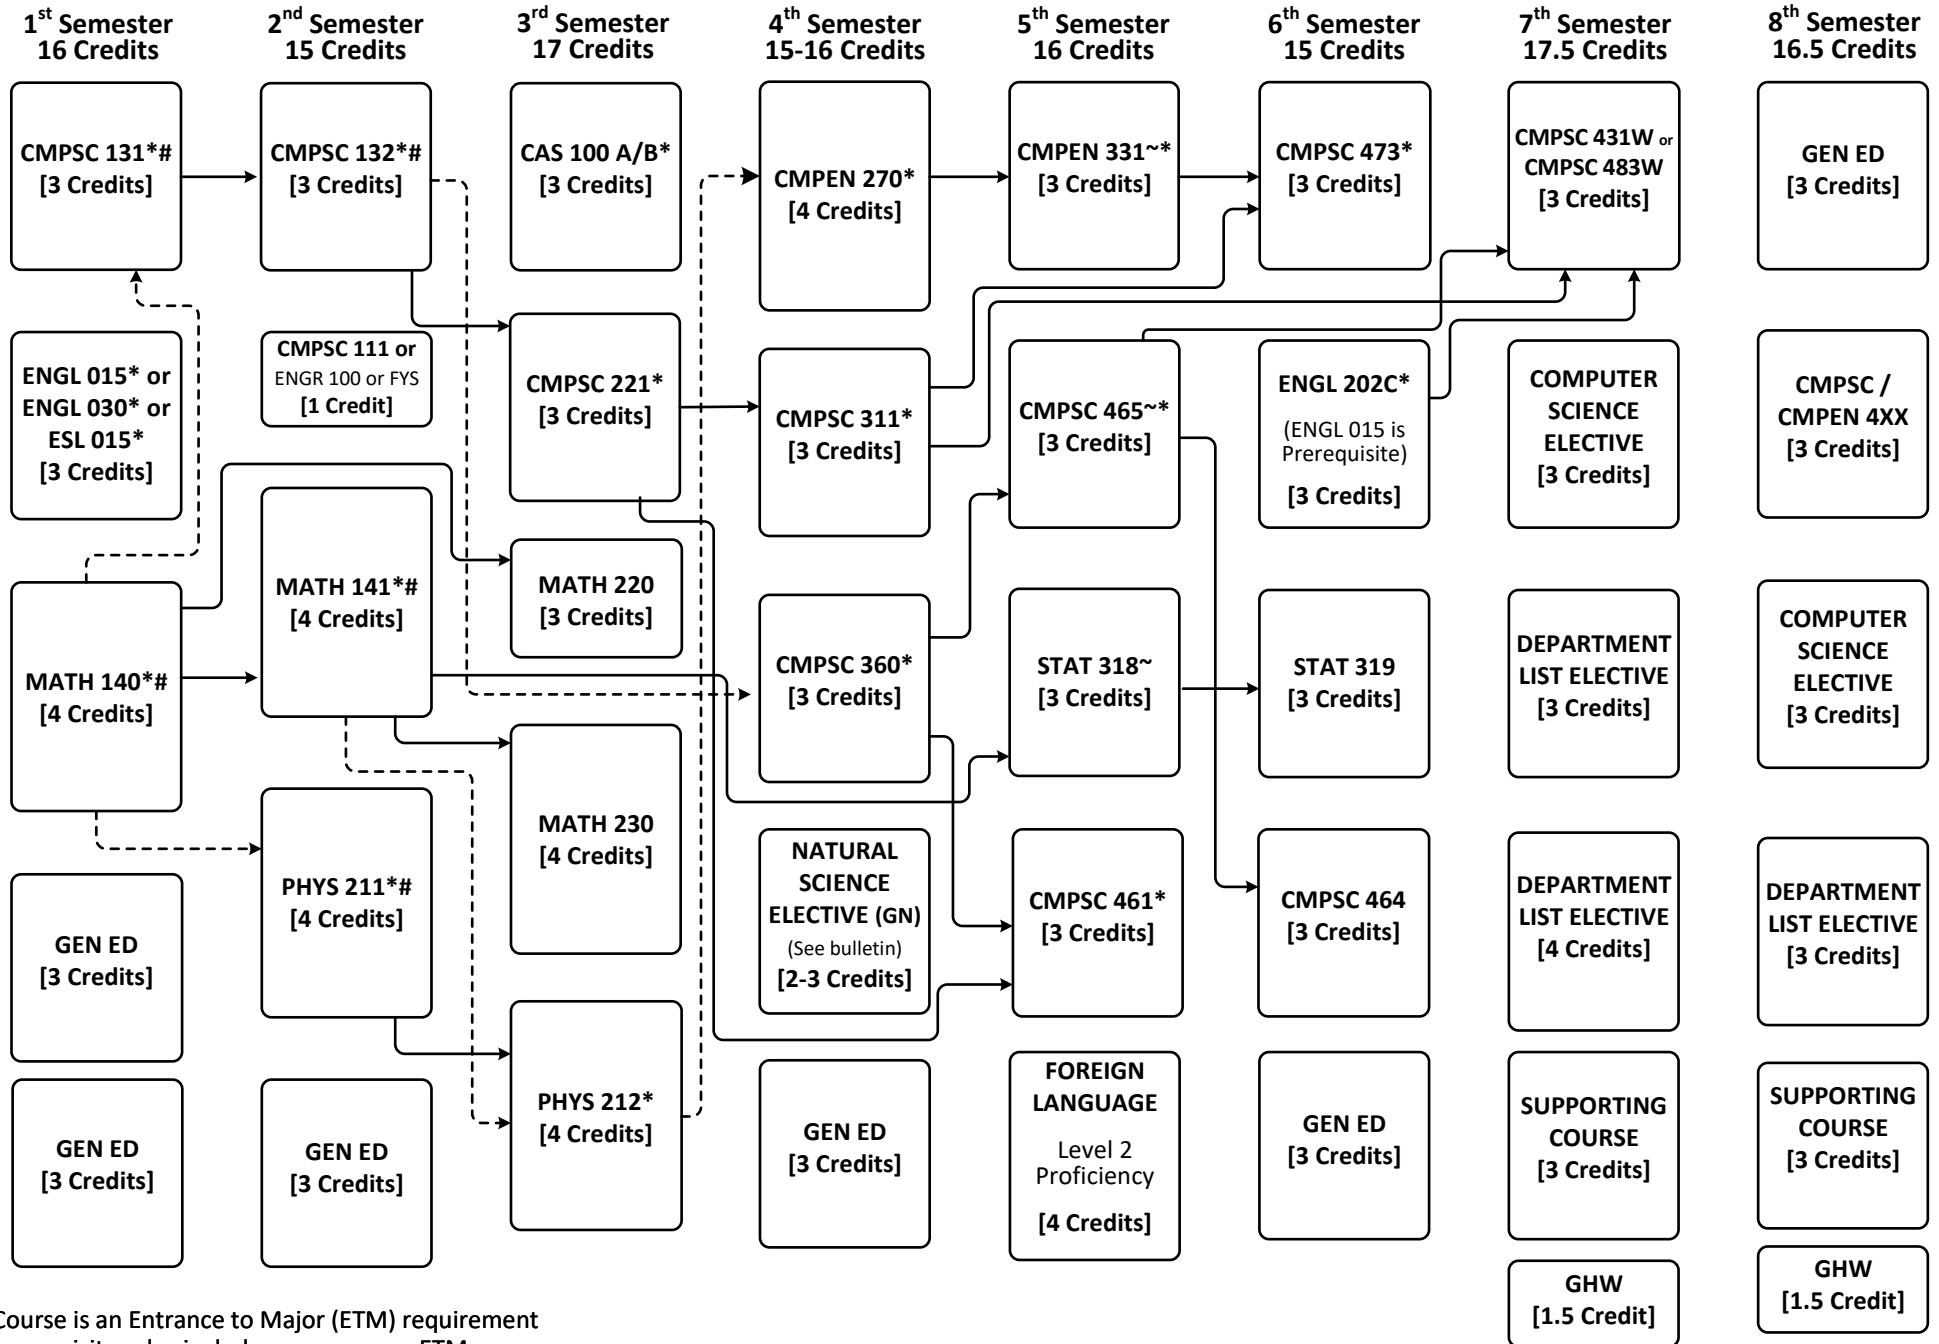 1st Semester
16 Credits
CMPSC 131*#
[3 Credits]
ENGL 015* or
ENGL 030* or
ESL 015*
[3 Credits]
MATH 140*#
[4 Credits]
GEN ED
[3 Credits]
GEN ED
[3 Credits]
2nd Semester
15 Credits
CMPSC 132*#
[3 Credits]
CMPSC 111 or
ENGR 100 or FYS
[1 Credit]
MATH 141*#
[4 Credits]
PHYS 211*#
[4 Credits]
GEN ED
[3 Credits]
3rd Semester
17 Credits
CAS 100 A/B*
[3 Credits]
CMPSC 221*
[3 Credits]
MATH 220
[3 Credits]
MATH 230
[4 Credits]
PHYS 212*
[4 Credits]
4th Semester
15-16 Credits
CMPEN 270*
[4 Credits]
CMPSC 311*
[3 Credits]
CMPSC 360*
[3 Credits]
NATURAL
SCIENCE
ELECTIVE (GN)
(See bulletin)
[2-3 Credits]
GEN ED
[3 Credits]
5th Semester
16 Credits
CMPEN 331~*
[3 Credits]
CMPSC 465~*
[3 Credits]
STAT 318~
[3 Credits]
CMPSC 461*
[3 Credits]
FOREIGN
LANGUAGE
Level 2
Proficiency
[4 Credits]
6th Semester
15 Credits
CMPSC 473*
[3 Credits]
ENGL 202C*
(ENGL 015 is
Prerequisite)
[3 Credits]
STAT 319
[3 Credits]
CMPSC 464
[3 Credits]
GEN ED
[3 Credits]
7th Semester
17.5 Credits
CMPSC 431W or
CMPSC 483W
[3 Credits]
COMPUTER
SCIENCE
ELECTIVE
[3 Credits]
DEPARTMENT
LIST ELECTIVE
[3 Credits]
DEPARTMENT
LIST ELECTIVE
[4 Credits]
SUPPORTING
COURSE
[3 Credits]
GHW
[1.5 Credit]
8th Semester
16.5 Credits
GEN ED
[3 Credits]
CMPSC /
CMPEN 4XX
[3 Credits]
COMPUTER
SCIENCE
ELECTIVE
[3 Credits]
DEPARTMENT
LIST ELECTIVE
[3 Credits]
SUPPORTING
COURSE
[3 Credits]
GHW
[1.5 Credit]
Course is an Entrance to Major (ETM) requirement